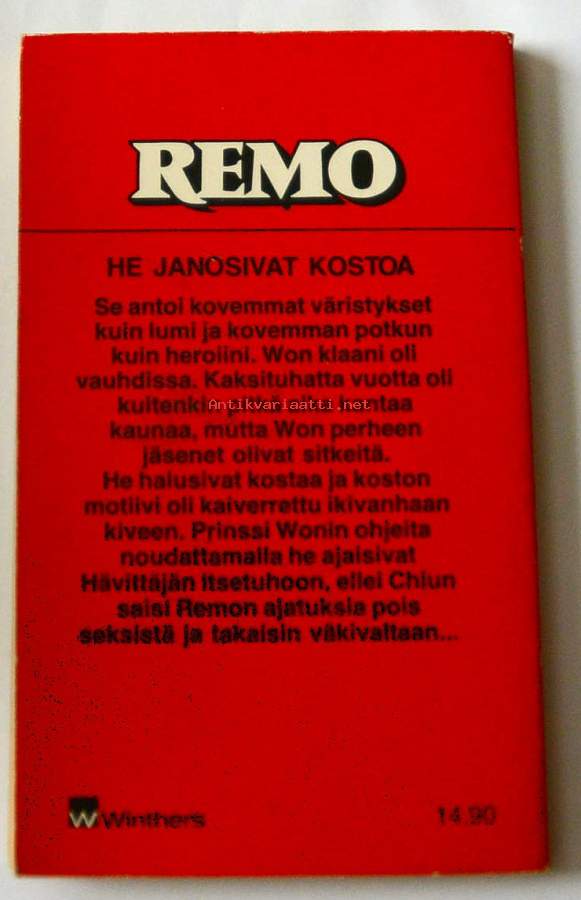 REMO
HE JANOSIVAT KOSTOA
Se antoi kovemmat väristykset
kuin lumi ja kovemman potkun
kuin heroiini. Won klaani oli
vauhdissa. Kaksituhatta vuotta oli
Antikvariaatti.net
kaunaa, mutta Won perheen
jäsenet olivat sitkeitä.
He halusivat kostaa ja koston
motiivi oli kaiverrettu ikivanhaan
kiveen. Prinssi Wonin ohjeita
noudattamalla he ajaisivat
Hävittäjän itsetuhoon, ellei Chiun
saisi Remon ajatuksia pois
seksistä ja takaisin väkivaltaan...
W Winthers
14.90